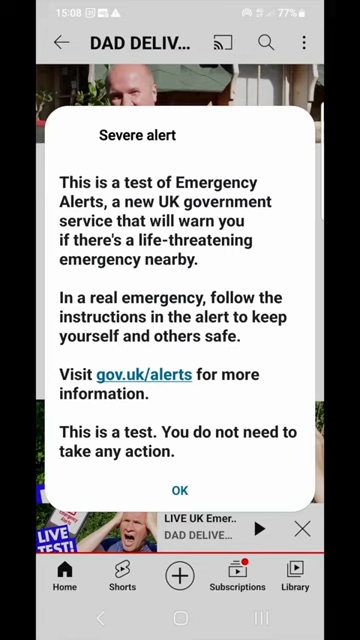 15:08
77%
DAD DELIV...
Severe alert
This is a test of Emergency
Alerts, a new UK government
service that will warn you
if there's a life-threatening
emergency nearby.
In a real emergency, follow the
instructions in the alert to keep
yourself and others safe.
Visit gov.uk/alerts for more
information.
This is a test. You do not need to
take any action.
OK
LIVE
TEST!
LIVE UK Emer..
DAD DELIVE...
Home
Shorts
Subscriptions
Library